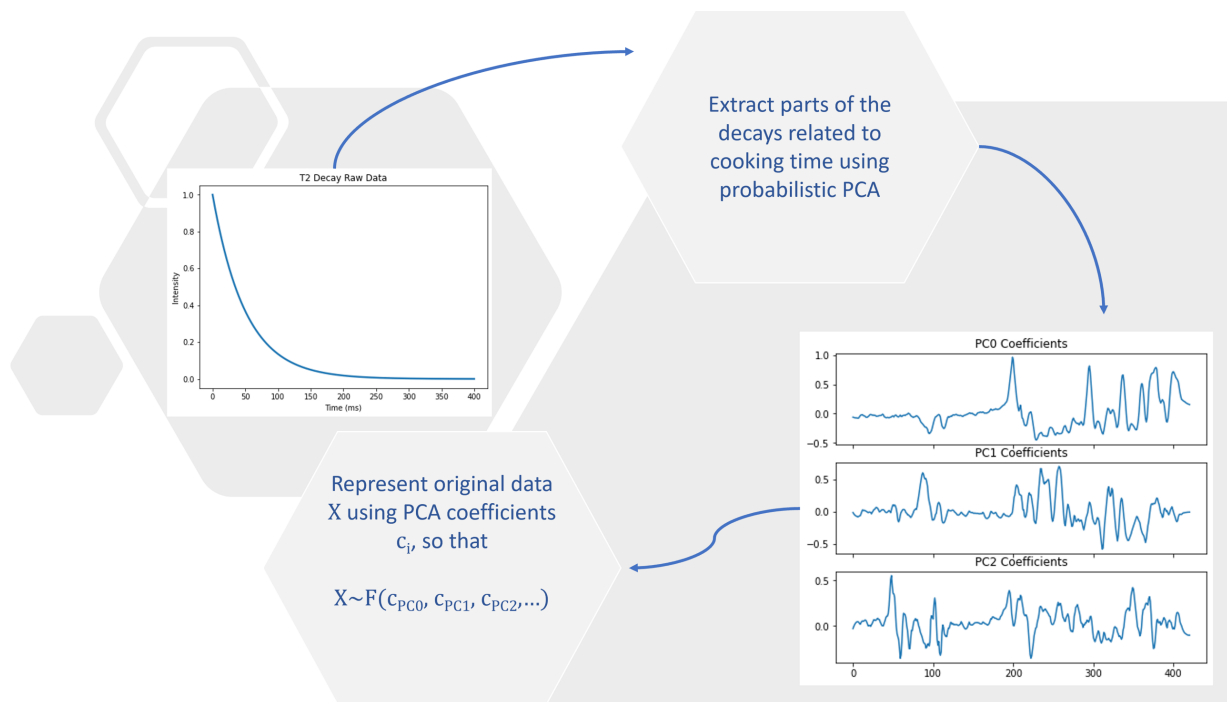 T2 Decay Raw Data
1.0
0.8
0.6
0.4
0.2
0.0
Intensity
0 50 100 150 200 250 300 350 400
Time (ms)
Extract parts of the
decays related to
cooking time using
probabilistic PCA
PC0 Coefficients
1.0
0.5
0.0
−0.5
PC1 Coefficients
0.5
0.0
−0.5
PC2 Coefficients
0.5
0.0
0 100 200 300 400
Represent original data
X using PCA coefficients
cᵢ, so that
X~F(c_PC0, c_PC1, c_PC2,...)